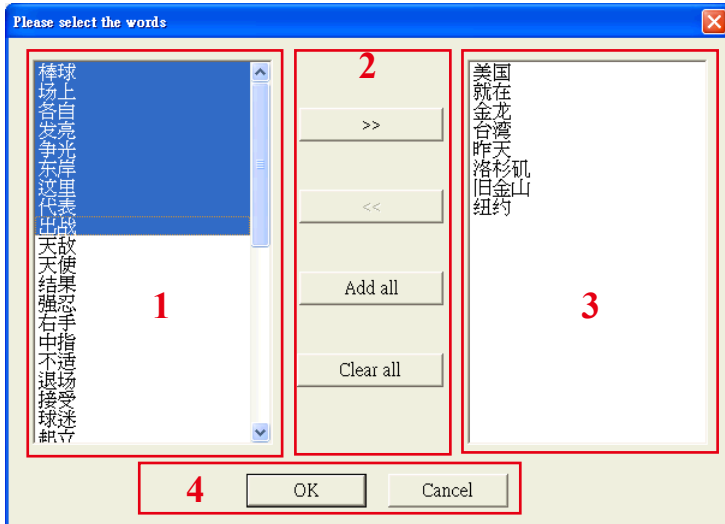 Please select the words
棒球
场上
各自
发亮
争光
东岸
这里
代表
出战
天敌
天使
结果
强忍
右手
中指
不适
退场
接受
球迷
起立
1
2
>>
<<
Add all
Clear all
美国
就在
金龙
台湾
昨天
洛杉矶
旧金山
纽约
3
4
OK
Cancel